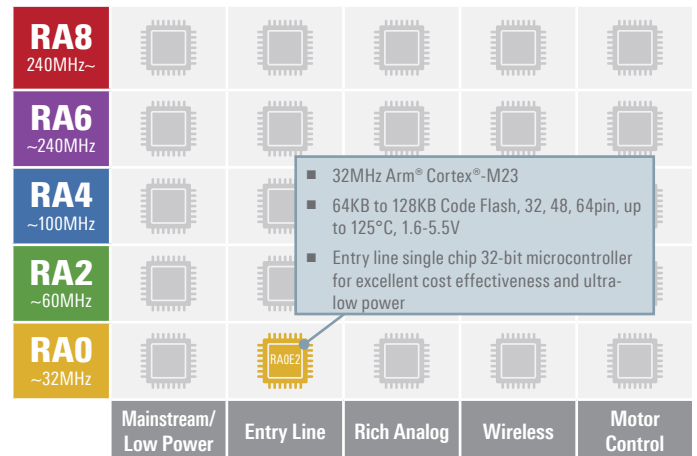 RA8
240MHz~
RA6
~240MHz
RA4
~100MHz
RA2
~60MHz
RA0
~32MHz
■ 32MHz Arm® Cortex®-M23
■ 64KB to 128KB Code Flash, 32, 48, 64pin, up
to 125°C, 1.6-5.5V
■ Entry line single chip 32-bit microcontroller
for excellent cost effectiveness and ultra-
low power
RA0E2
Mainstream/
Low Power
Entry Line
Rich Analog
Wireless
Motor
Control